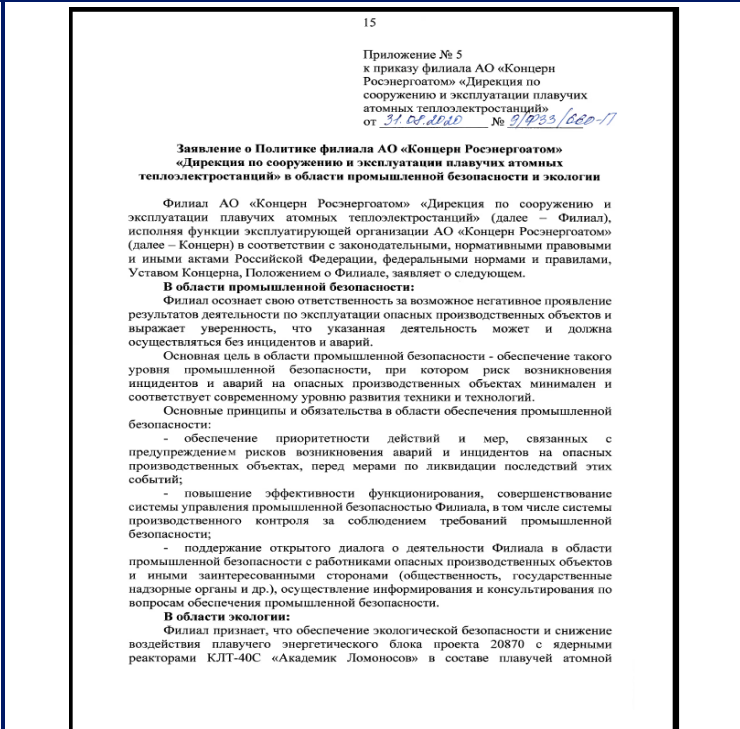 15
Приложение № 5
к приказу филиала АО «Концерн
Росэнергоатом» «Дирекция по
сооружению и эксплуатации плавучих
атомных теплоэлектростанций»
от 31.08.2020 № 9/Ф33/660-П
Заявление о Политике филиала АО «Концерн Росэнергоатом»
«Дирекция по сооружению и эксплуатации плавучих атомных
теплоэлектростанций» в области промышленной безопасности и экологии
Филиал АО «Концерн Росэнергоатом» «Дирекция по сооружению и
эксплуатации плавучих атомных теплоэлектростанций» (далее – Филиал),
исполняя функции эксплуатирующей организации АО «Концерн Росэнергоатом»
(далее – Концерн) в соответствии с законодательными, нормативными правовыми
и иными актами Российской Федерации, федеральными нормами и правилами,
Уставом Концерна, Положением о Филиале, заявляет о следующем.
В области промышленной безопасности:
Филиал осознает свою ответственность за возможное негативное проявление
результатов деятельности по эксплуатации опасных производственных объектов и
выражает уверенность, что указанная деятельность может и должна
осуществляться без инцидентов и аварий.
Основная цель в области промышленной безопасности - обеспечение такого
уровня промышленной безопасности, при котором риск возникновения
инцидентов и аварий на опасных производственных объектах минимален и
соответствует современному уровню развития техники и технологий.
Основные принципы и обязательства в области обеспечения промышленной
безопасности:
- обеспечение приоритетности действий и мер, связанных с
предупреждением рисков возникновения аварий и инцидентов на опасных
производственных объектах, перед мерами по ликвидации последствий этих
событий;
- повышение эффективности функционирования, совершенствование
системы управления промышленной безопасностью Филиала, в том числе системы
производственного контроля за соблюдением требований промышленной
безопасности;
- поддержание открытого диалога о деятельности Филиала в области
промышленной безопасности с работниками опасных производственных объектов
и иными заинтересованными сторонами (общественность, государственные
надзорные органы и др.), осуществление информирования и консультирования по
вопросам обеспечения промышленной безопасности.
В области экологии:
Филиал признает, что обеспечение экологической безопасности и снижение
воздействия плавучего энергетического блока проекта 20870 с ядерными
реакторами КЛТ-40С «Академик Ломоносов» в составе плавучей атомной